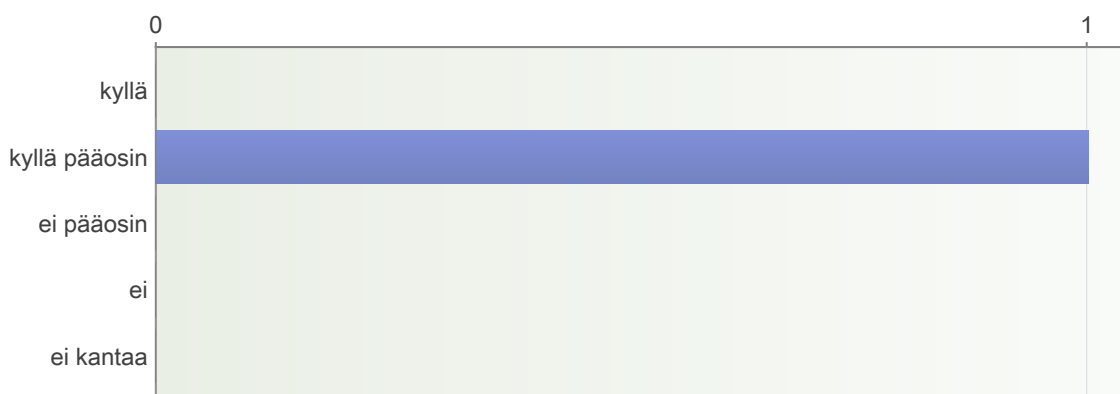 0 1
kyllä
kyllä pääosin
ei pääosin
ei
ei kantaa